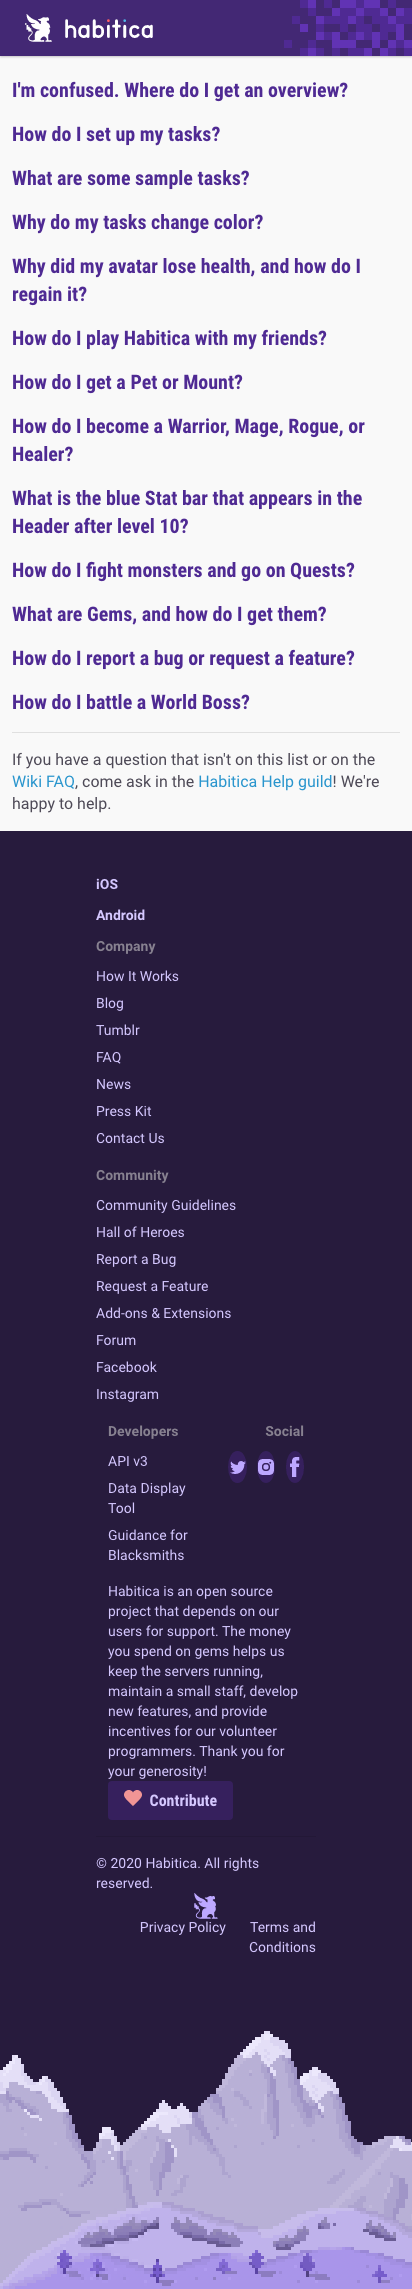 habitica
I'm confused. Where do I get an overview?
How do I set up my tasks?
What are some sample tasks?
Why do my tasks change color?
Why did my avatar lose health, and how do I
regain it?
How do I play Habitica with my friends?
How do I get a Pet or Mount?
How do I become a Warrior, Mage, Rogue, or
Healer?
What is the blue Stat bar that appears in the
Header after level 10?
How do I fight monsters and go on Quests?
What are Gems, and how do I get them?
How do I report a bug or request a feature?
How do I battle a World Boss?
If you have a question that isn't on this list or on the
Wiki FAQ, come ask in the Habitica Help guild! We're
happy to help.
iOS
Android
Company
How It Works
Blog
Tumblr
FAQ
News
Press Kit
Contact Us
Community
Community Guidelines
Hall of Heroes
Report a Bug
Request a Feature
Add-ons & Extensions
Forum
Facebook
Instagram
Developers
API v3
Data Display
Tool
Guidance for
Blacksmiths
Social
Habitica is an open source
project that depends on our
users for support. The money
you spend on gems helps us
keep the servers running,
maintain a small staff, develop
new features, and provide
incentives for our volunteer
programmers. Thank you for
your generosity!
Contribute
© 2020 Habitica. All rights
reserved.
Privacy Policy
Terms and
Conditions